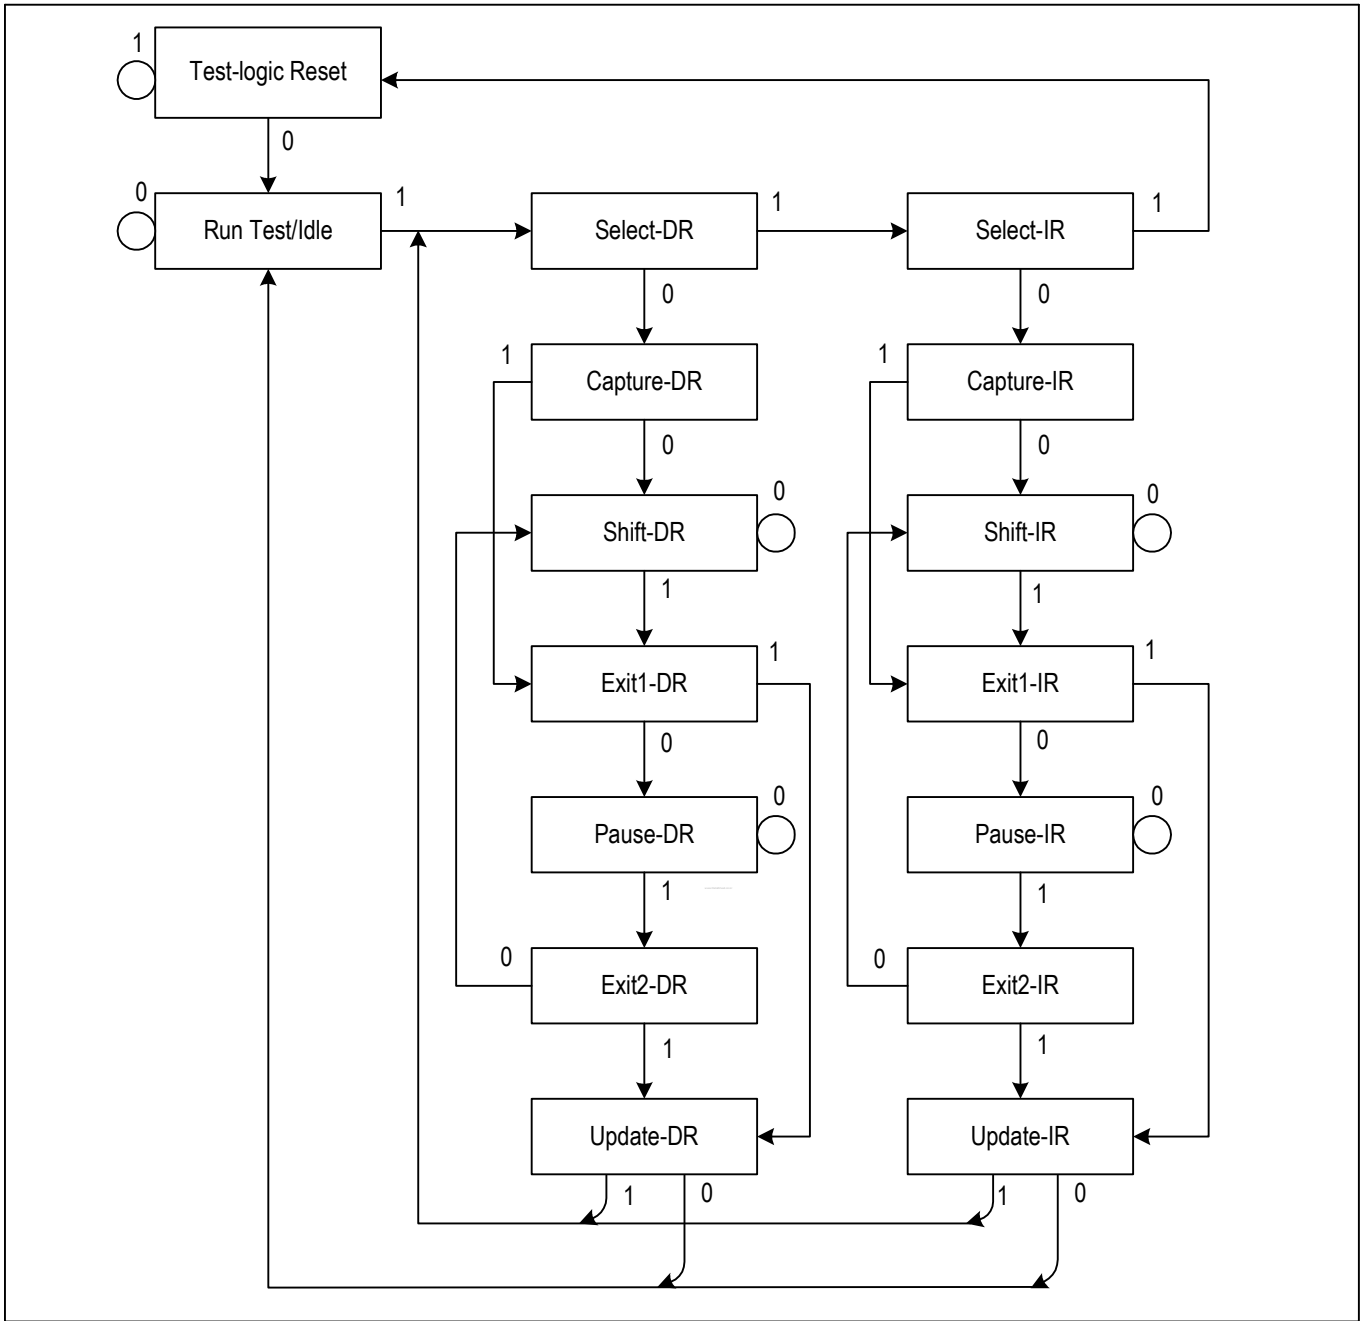 1
Test-logic Reset
0
0
Run Test/Idle
1
Select-DR
1
Select-IR
1
0
0
1
Capture-DR
1
Capture-IR
0
0
Shift-DR
0
Shift-IR
0
1
1
Exit1-DR
1
Exit1-IR
1
0
0
Pause-DR
0
Pause-IR
0
1
1
0
Exit2-DR
0
Exit2-IR
1
1
Update-DR
Update-IR
1
0
1
0